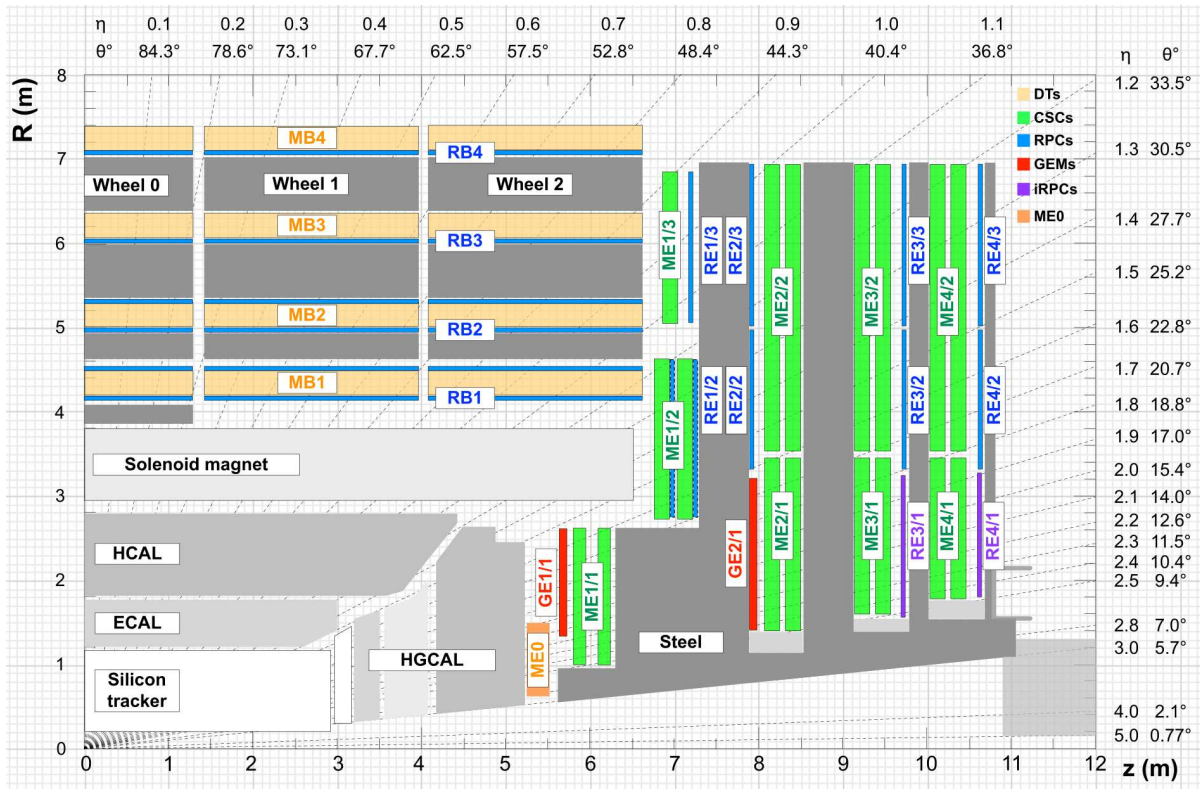 η 0.1 0.2 0.3 0.4 0.5 0.6 0.7 0.8 0.9 1.0 1.1
θ° 84.3° 78.6° 73.1° 67.7° 62.5° 57.5° 52.8° 48.4° 44.3° 40.4° 36.8° η θ°
R (m)
8
7
6
5
4
3
2
1
0
1.2 33.5°
1.3 30.5°
1.4 27.7°
1.5 25.2°
1.6 22.8°
1.7 20.7°
1.8 18.8°
1.9 17.0°
2.0 15.4°
2.1 14.0°
2.2 12.6°
2.3 11.5°
2.4 10.4°
2.5 9.4°
2.8 7.0°
3.0 5.7°
4.0 2.1°
5.0 0.77°
DTs
CSCs
RPCs
GEMs
iRPCs
ME0
MB4
RB4
Wheel 0
Wheel 1
Wheel 2
MB3
RB3
MB2
RB2
MB1
RB1
Solenoid magnet
HCAL
ECAL
HGCAL
Silicon
tracker
Steel
ME1/3
RE1/3
RE2/3
ME2/2
ME3/2
RE3/3
ME4/2
RE4/3
ME1/2
RE1/2
RE2/2
RE3/2
RE4/2
GE1/1
ME1/1
ME0
GE2/1
ME2/1
ME3/1
RE3/1
ME4/1
RE4/1
0 1 2 3 4 5 6 7 8 9 10 11 12
z (m)